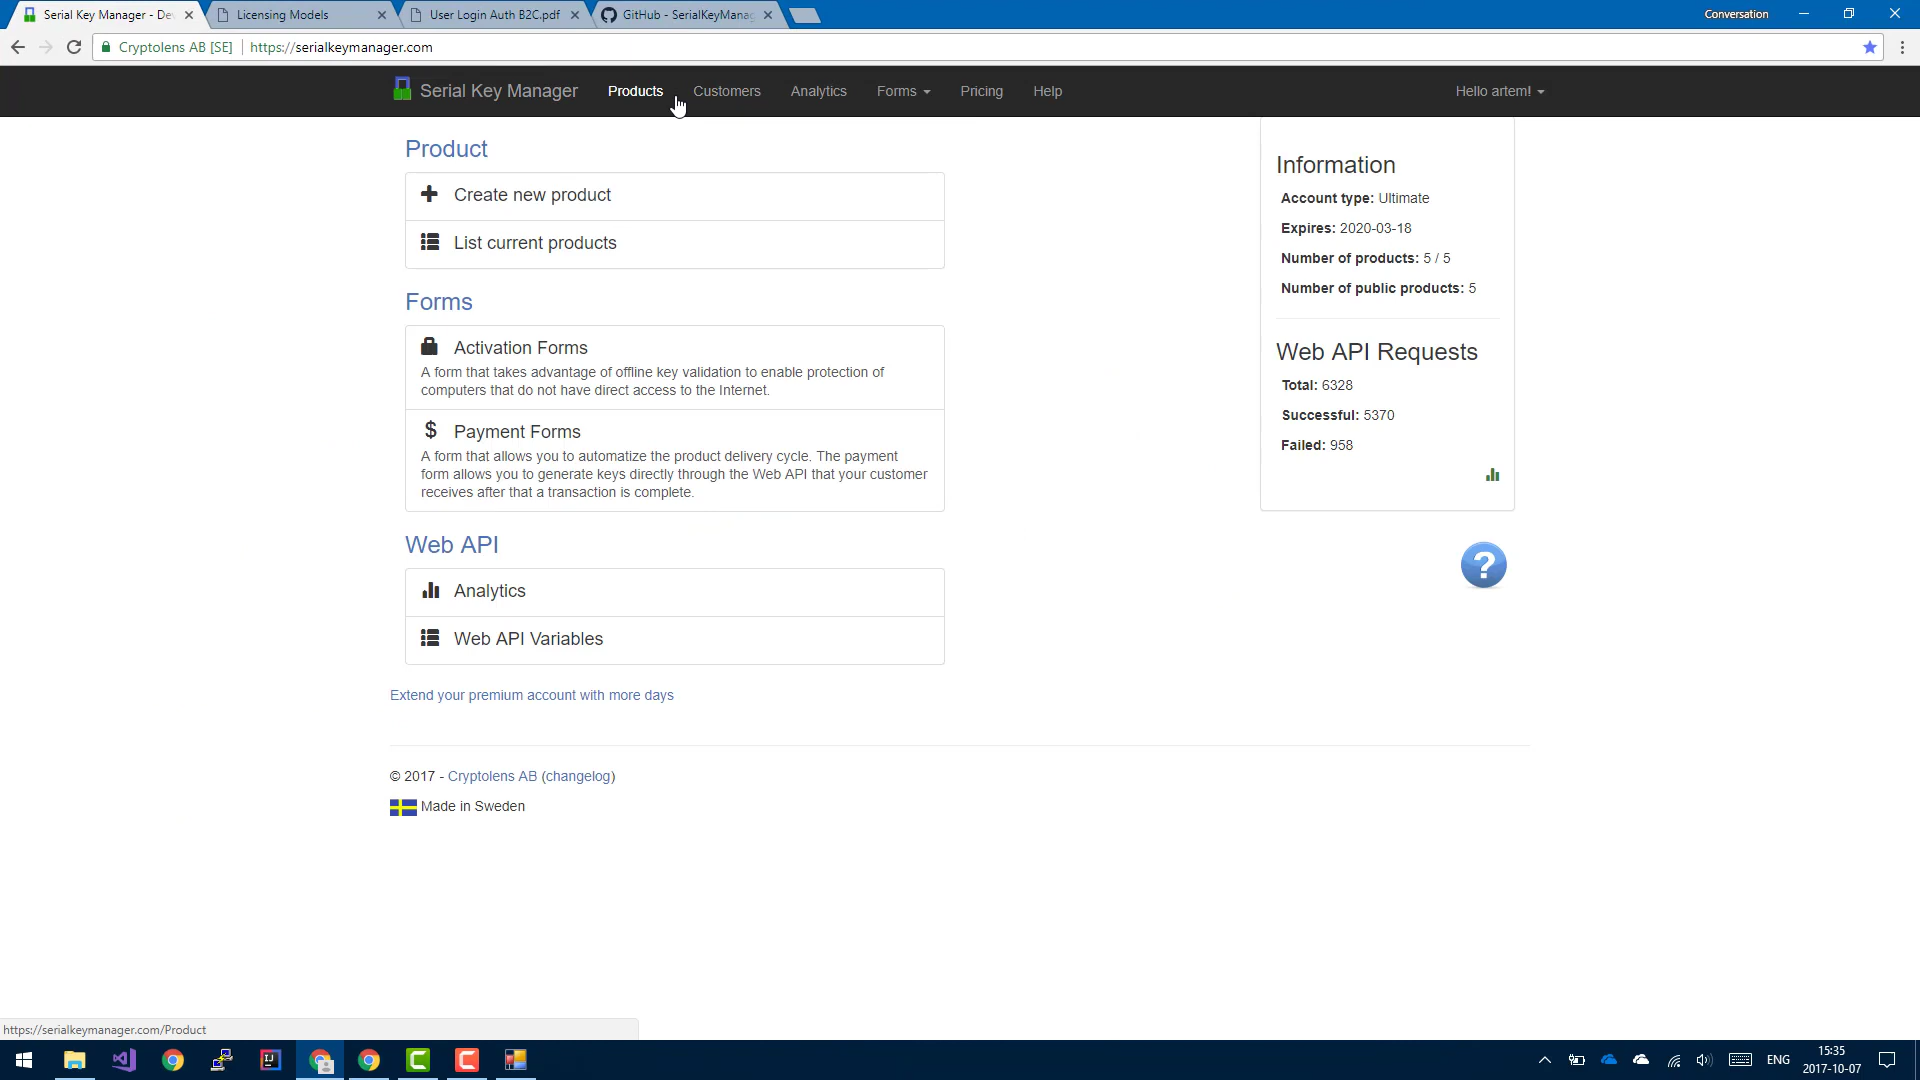 Serial Key Manager - De
Licensing Models
User Login Auth B2C.pdf
GitHub - SerialKeyManag
Conversation
Cryptolens AB [SE]
https://serialkeymanager.com
Serial Key Manager
Products
Customers
Analytics
Forms
Pricing
Help
Hello artem!
Product
Create new product
List current products
Forms
Activation Forms
A form that takes advantage of offline key validation to enable protection of
computers that do not have direct access to the Internet.
Payment Forms
A form that allows you to automatize the product delivery cycle. The payment
form allows you to generate keys directly through the Web API that your customer
receives after that a transaction is complete.
Web API
Analytics
Web API Variables
Extend your premium account with more days
© 2017 - Cryptolens AB (changelog)
Made in Sweden
Information
Account type: Ultimate
Expires: 2020-03-18
Number of products: 5 / 5
Number of public products: 5
Web API Requests
Total: 6328
Successful: 5370
Failed: 958
?
https://serialkeymanager.com/Product
IJ
ENG
15:35
2017-10-07